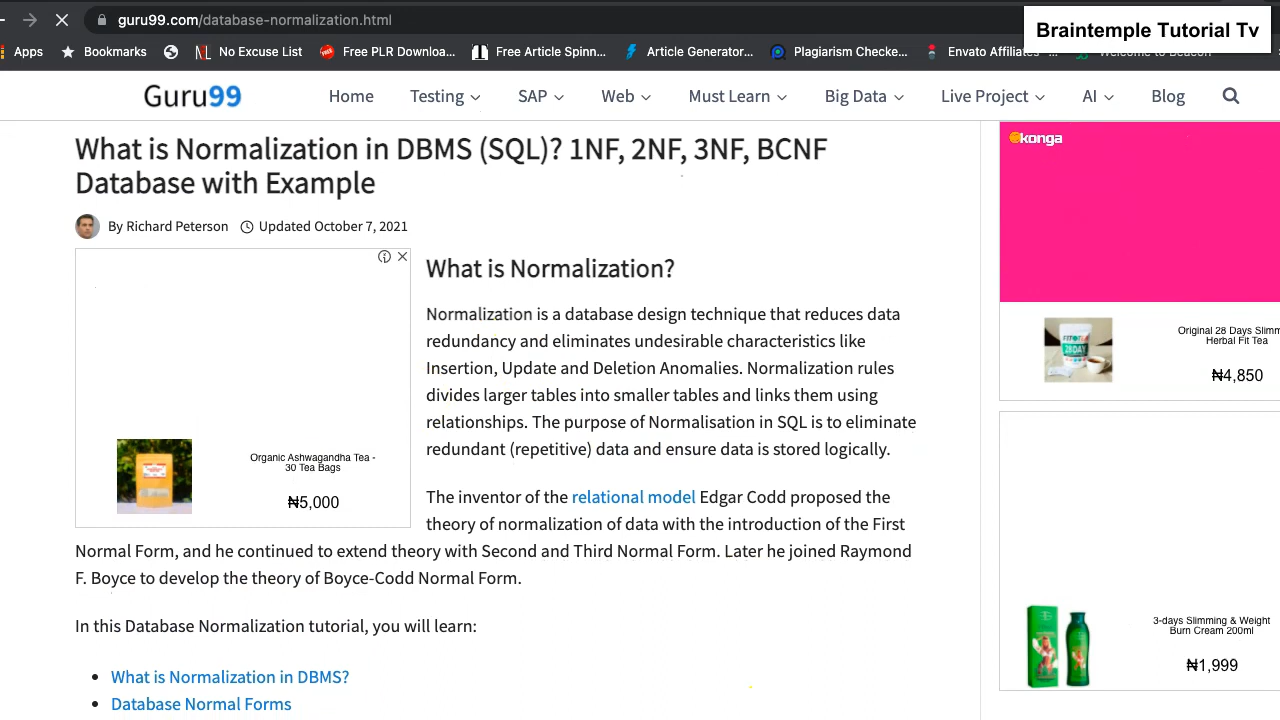 guru99.com/database-normalization.html
Braintemple Tutorial Tv
Apps
Bookmarks
No Excuse List
Free PLR Downloa...
Free Article Spinn...
Article Generator...
Plagiarism Checke...
Envato Affiliates
Welcome to Beacon
Guru99
Home
Testing
SAP
Web
Must Learn
Big Data
Live Project
AI
Blog
What is Normalization in DBMS (SQL)? 1NF, 2NF, 3NF, BCNF
Database with Example
By Richard Peterson
Updated October 7, 2021
What is Normalization?
Normalization is a database design technique that reduces data
redundancy and eliminates undesirable characteristics like
Insertion, Update and Deletion Anomalies. Normalization rules
divides larger tables into smaller tables and links them using
relationships. The purpose of Normalisation in SQL is to eliminate
redundant (repetitive) data and ensure data is stored logically.
Organic Ashwagandha Tea -
30 Tea Bags
₦5,000
The inventor of the relational model Edgar Codd proposed the
theory of normalization of data with the introduction of the First
Normal Form, and he continued to extend theory with Second and Third Normal Form. Later he joined Raymond
F. Boyce to develop the theory of Boyce-Codd Normal Form.
In this Database Normalization tutorial, you will learn:
What is Normalization in DBMS?
Database Normal Forms
konga
Original 28 Days Slimm
Herbal Fit Tea
₦4,850
3-days Slimming & Weight
Burn Cream 200ml
₦1,999